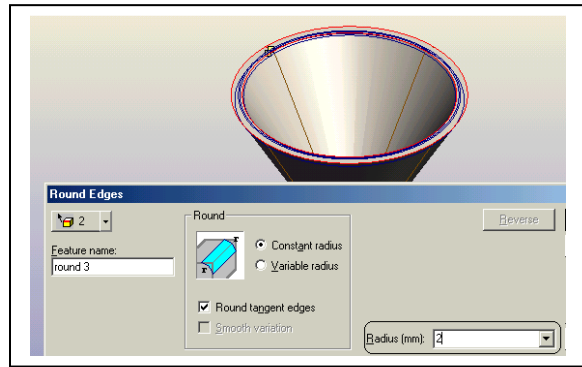 Round Edges
2
Feature name:
round 3
Round
r
r
Constant radius
Variable radius
Round tangent edges
Smooth variation
Reverse
Radius (mm): 2